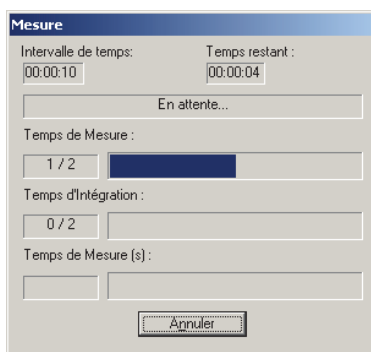 Mesure
Intervalle de temps: Temps restant :
00:00:10 00:00:04
En attente...
Temps de Mesure :
1 / 2
Temps d'Intégration :
0 / 2
Temps de Mesure (s) :
Annuler